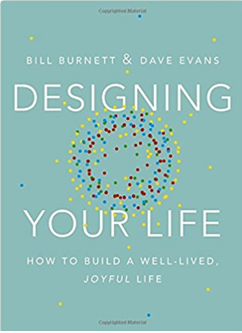 BILL BURNETT & DAVE EVANS
DESIGNING
YOUR LIFE
HOW TO BUILD A WELL-LIVED,
JOYFUL LIFE